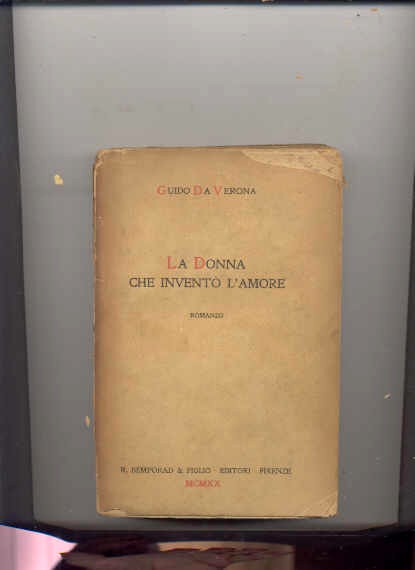 GUIDO DA VERONA
LA DONNA
CHE INVENTÒ L'AMORE
ROMANZO
R. BEMPORAD & FIGLIO - EDITORI - FIRENZE
MCMXX